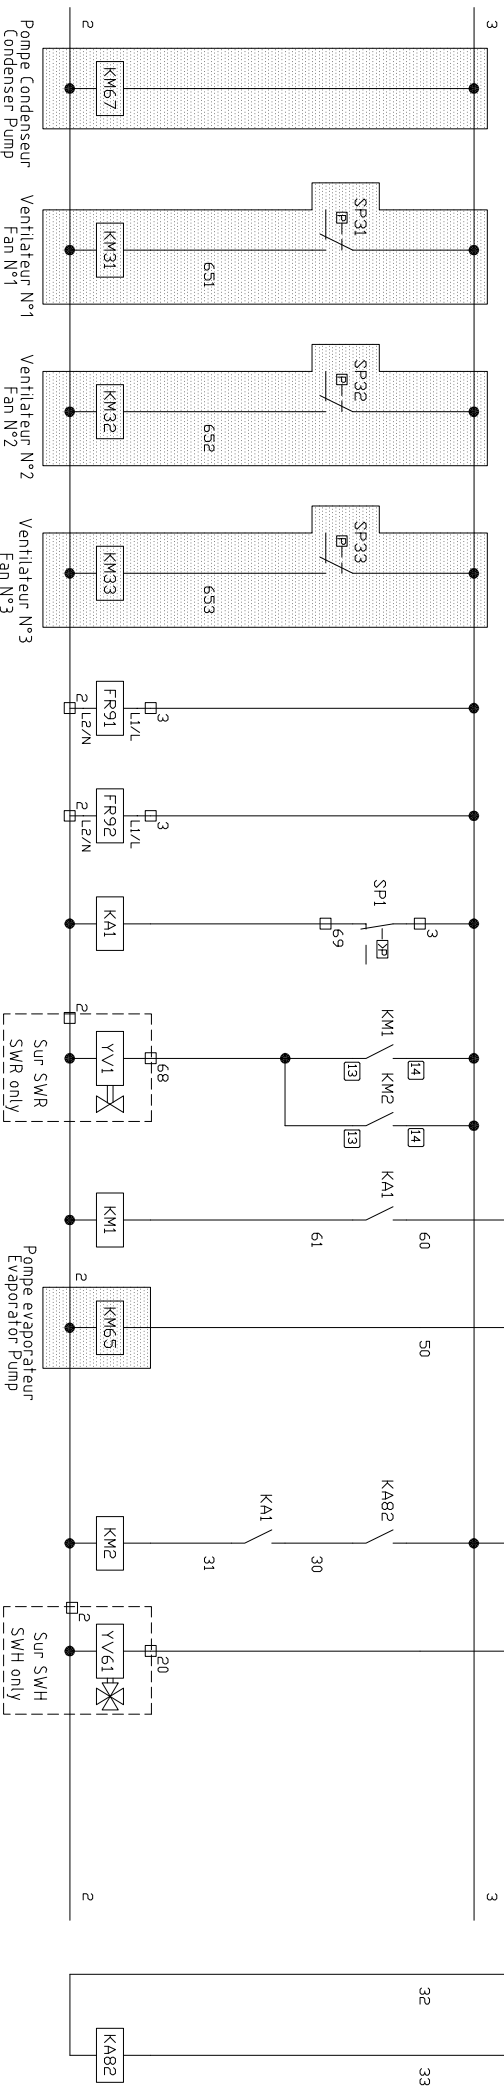 2
3
KM67
Pompe Condenseur
Condenser Pump
SP31
P
651
KM31
Ventilateur N°1
Fan N°1
SP32
P
652
KM32
Ventilateur N°2
Fan N°2
SP33
P
653
KM33
Ventilateur N°3
Fan N°3
3
L1/L
FR91
2
L2/N
3
L1/L
FR92
2
L2/N
SP1
3
>P
69
KA1
KM1
14
13
KM2
14
13
68
YV1
2
Sur SWR
SWR only
60
KA1
61
KM1
50
KM65
2
Pompe evaporateur
Evaporator Pump
KA82
30
KA1
31
KM2
20
YV61
2
Sur SWH
SWH only
3
2
32
33
KA82